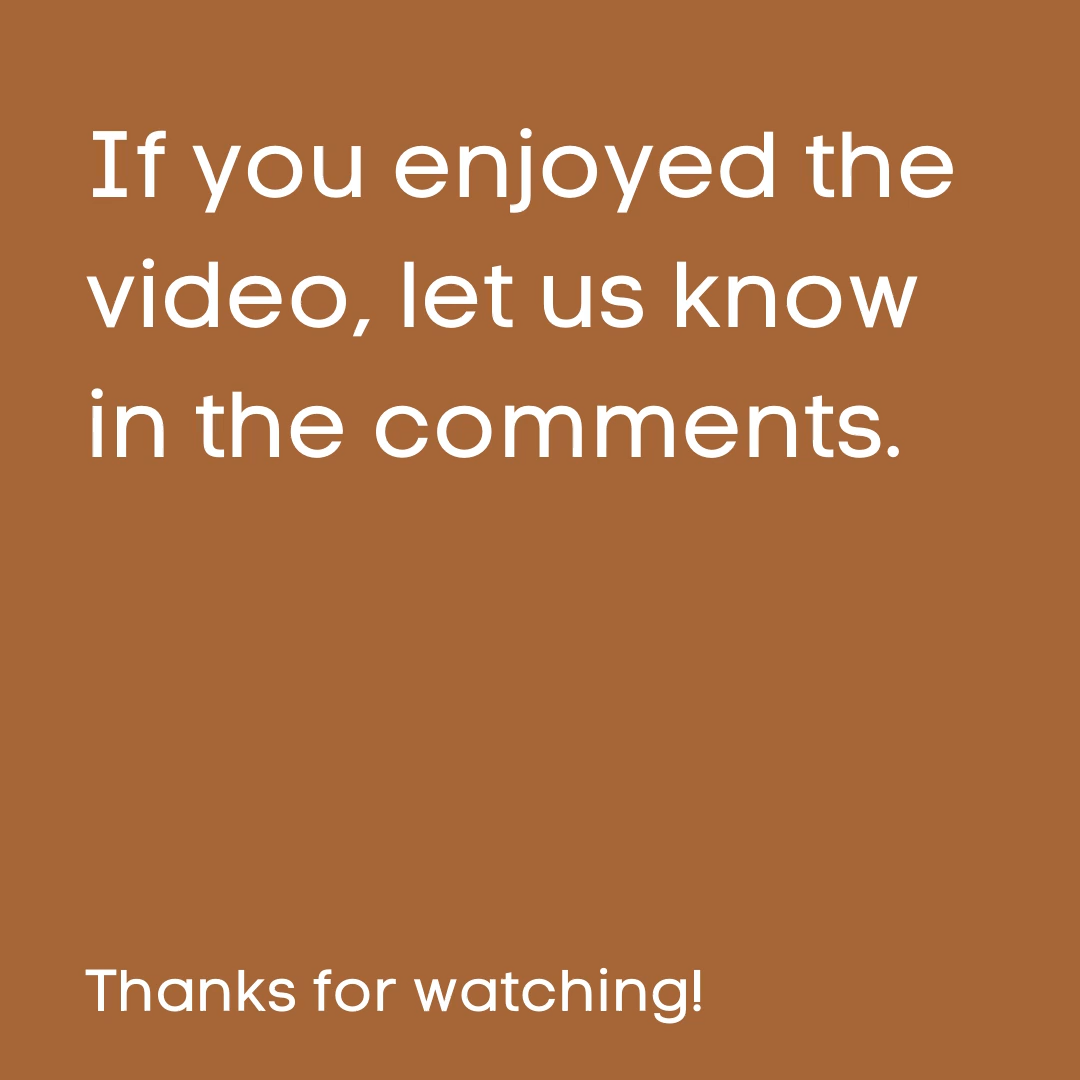 If you enjoyed the
video, let us know
in the comments.
Thanks for watching!